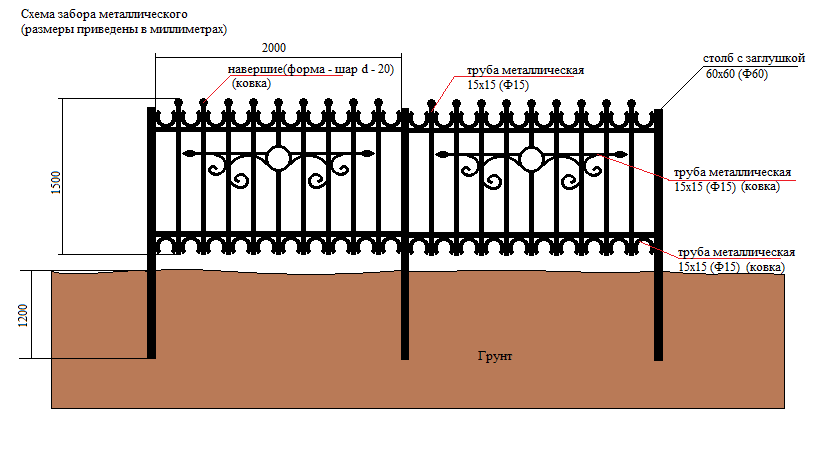 Схема забора металлического
(размеры приведены в миллиметрах)
2000
навершие(форма - шар d - 20)
(ковка)
труба металлическая
15х15 (Ф15)
столб с заглушкой
60х60 (Ф60)
1500
труба металлическая
15х15 (Ф15) (ковка)
труба металлическая
15х15 (Ф15) (ковка)
1200
Грунт